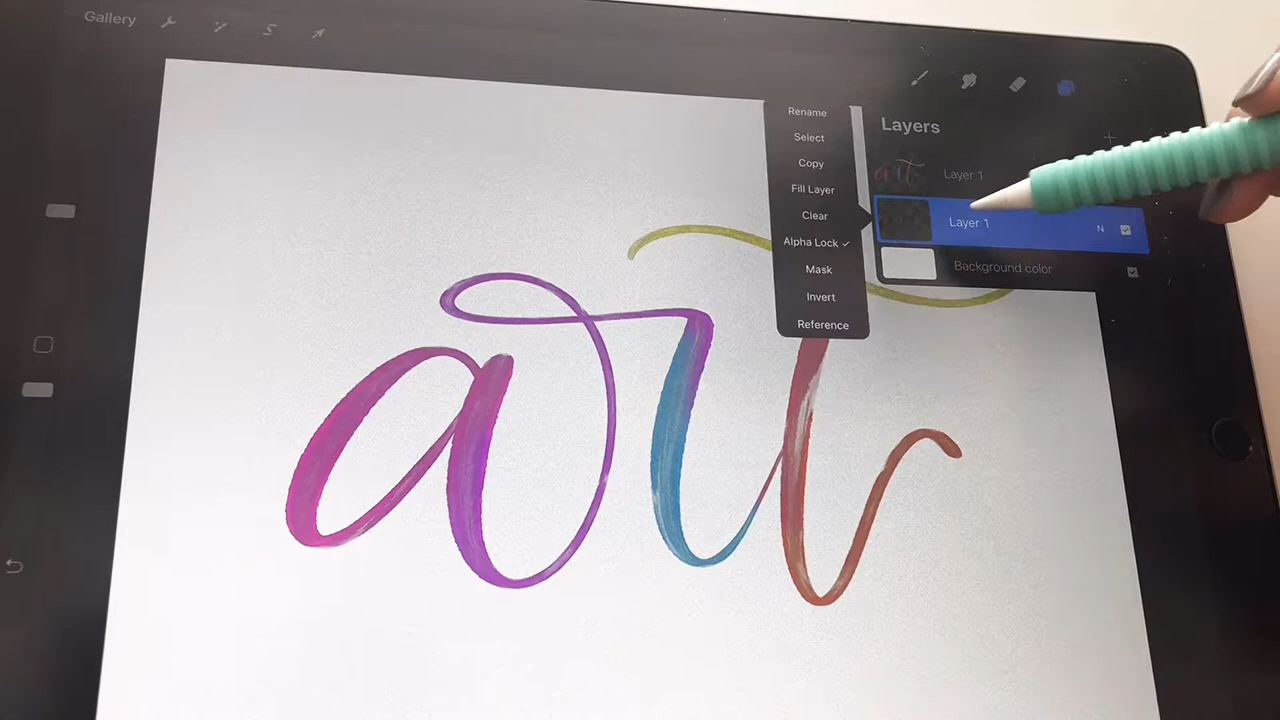 Gallery
Rename
Select
Copy
Fill Layer
Clear
Alpha Lock ✓
Mask
Invert
Reference
Layers
Layer 1
Layer 1
N
Background color
art
art